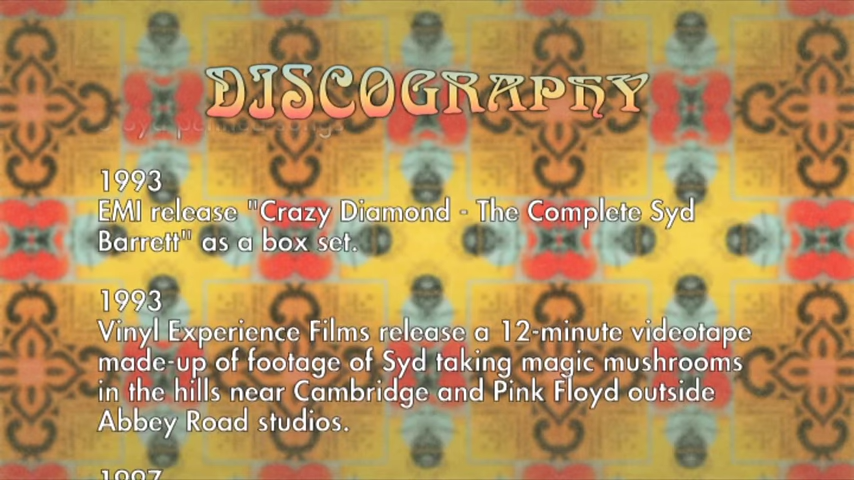 DISCOGRAPHY
1993
EMI release "Crazy Diamond - The Complete Syd
Barrett" as a box set.
1993
Vinyl Experience Films release a 12-minute videotape
made-up of footage of Syd taking magic mushrooms
in the hills near Cambridge and Pink Floyd outside
Abbey Road studios.
1997